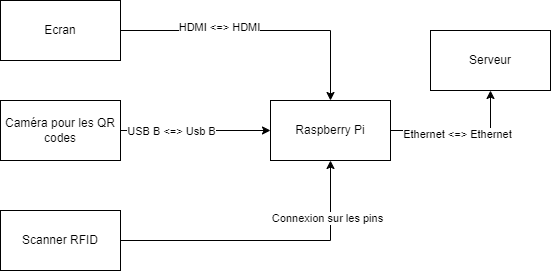 Ecran
HDMI <=> HDMI
Serveur
Caméra pour les QR
codes
USB B <=> Usb B
Raspberry Pi
Ethernet <=> Ethernet
Connexion sur les pins
Scanner RFID